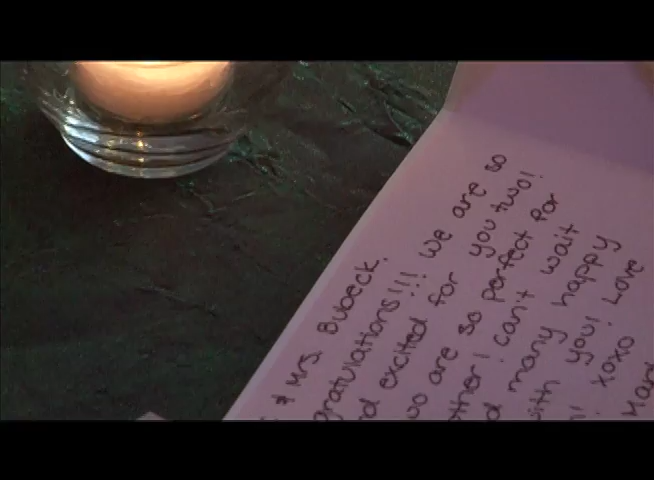 & Mrs. Bubeck,
gratulations!!! We are so
excited for you two!
are so perfect for
other! can't wait
many happy
with you!
xoxo Love